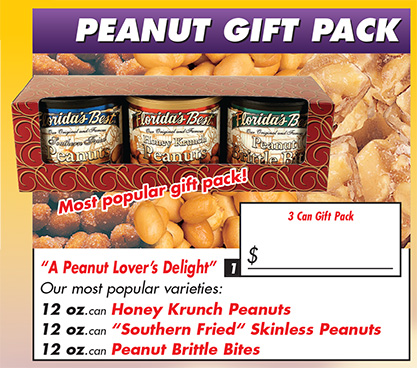 PEANUT GIFT PACK
Florida's Best
Our Original and Famous
Southern Fried
Peanuts
Florida's Best
Our Original and Famous
Honey Krunch
Peanuts
Florida's B
Our Original and Famous
Peanut
Brittle Bit
Most popular gift pack!
3 Can Gift Pack
$
"A Peanut Lover's Delight" 1
Our most popular varieties:
12 oz.can Honey Krunch Peanuts
12 oz.can "Southern Fried" Skinless Peanuts
12 oz.can Peanut Brittle Bites